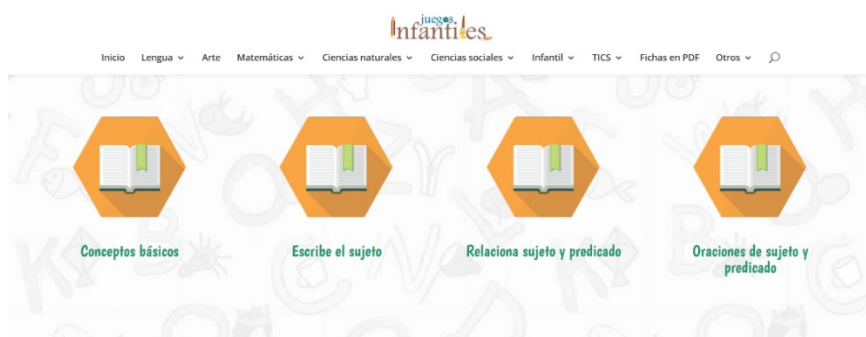 juegos
Infantiles
Inicio Lengua Arte Matemáticas Ciencias naturales Ciencias sociales Infantil TICS Fichas en PDF Otros
Conceptos básicos Escribe el sujeto Relaciona sujeto y predicado Oraciones de sujeto y
predicado